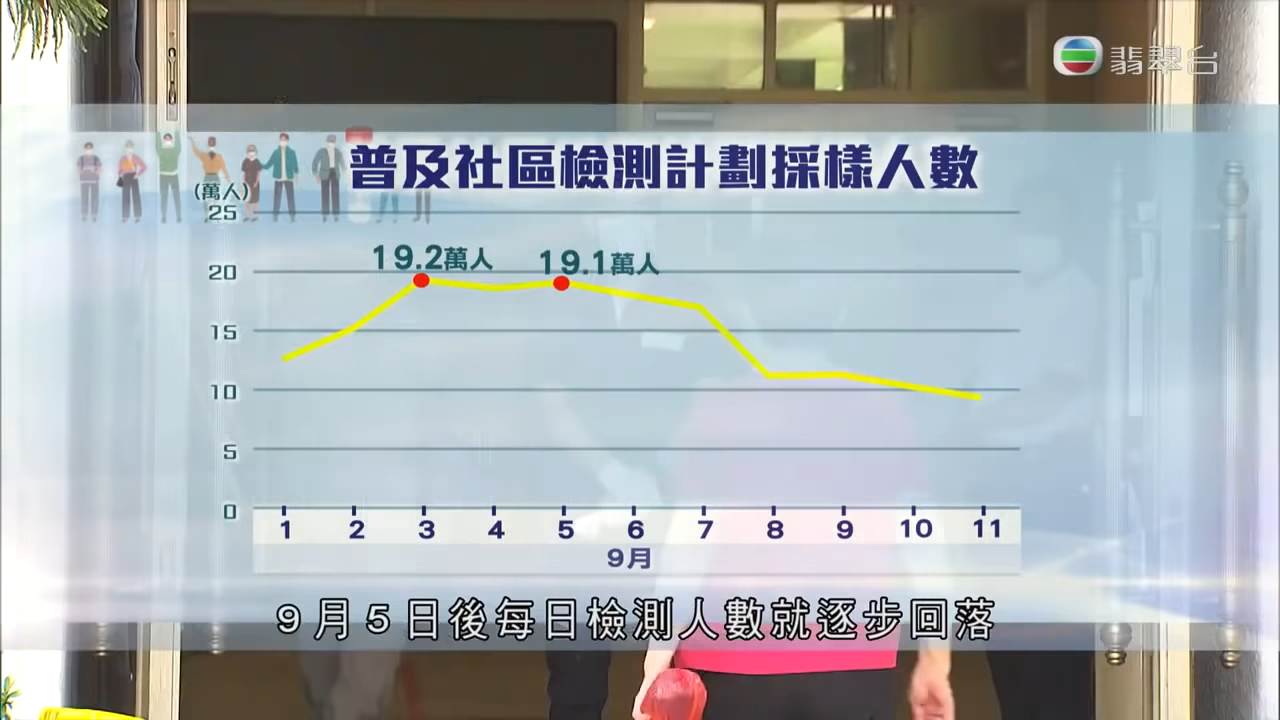 翡翠台
普及社區檢測計劃採樣人數
(萬人)
25
20
15
10
5
0
19.2萬人
19.1萬人
1 2 3 4 5 6 7 8 9 10 11
9月
9月5日後每日檢測人數就逐步回落